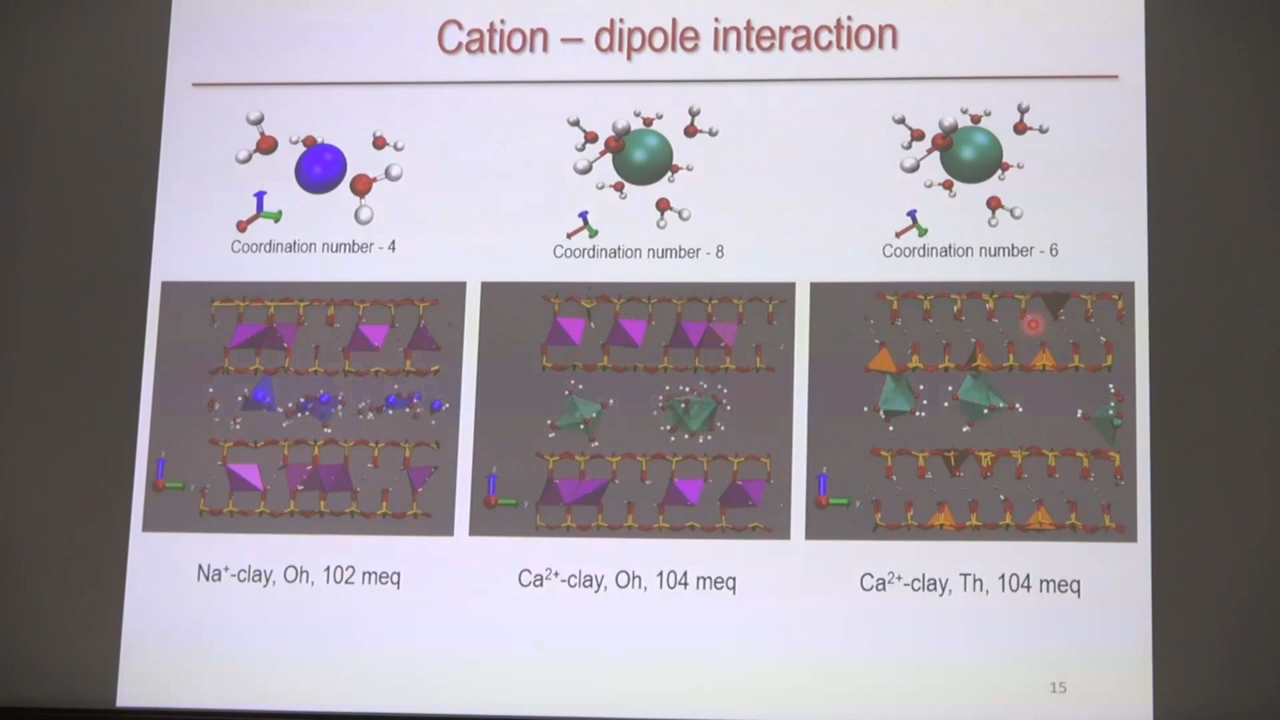 Cation – dipole interaction
Coordination number - 4
Coordination number - 8
Coordination number - 6
Na⁺-clay, Oh, 102 meq
Ca²⁺-clay, Oh, 104 meq
Ca²⁺-clay, Th, 104 meq
15